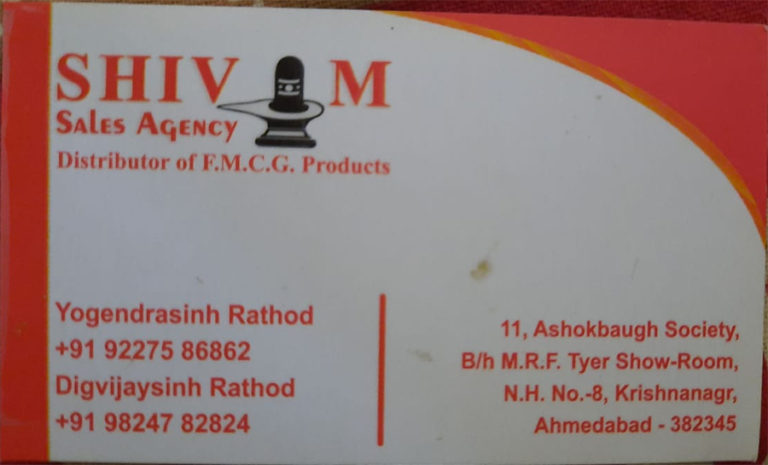 SHIV M
Sales Agency
Distributor of F.M.C.G. Products
Yogendrasinh Rathod
+91 92275 86862
Digvijaysinh Rathod
+91 98247 82824
11, Ashokbaugh Society,
B/h M.R.F. Tyer Show-Room,
N.H. No.-8, Krishnanagr,
Ahmedabad - 382345